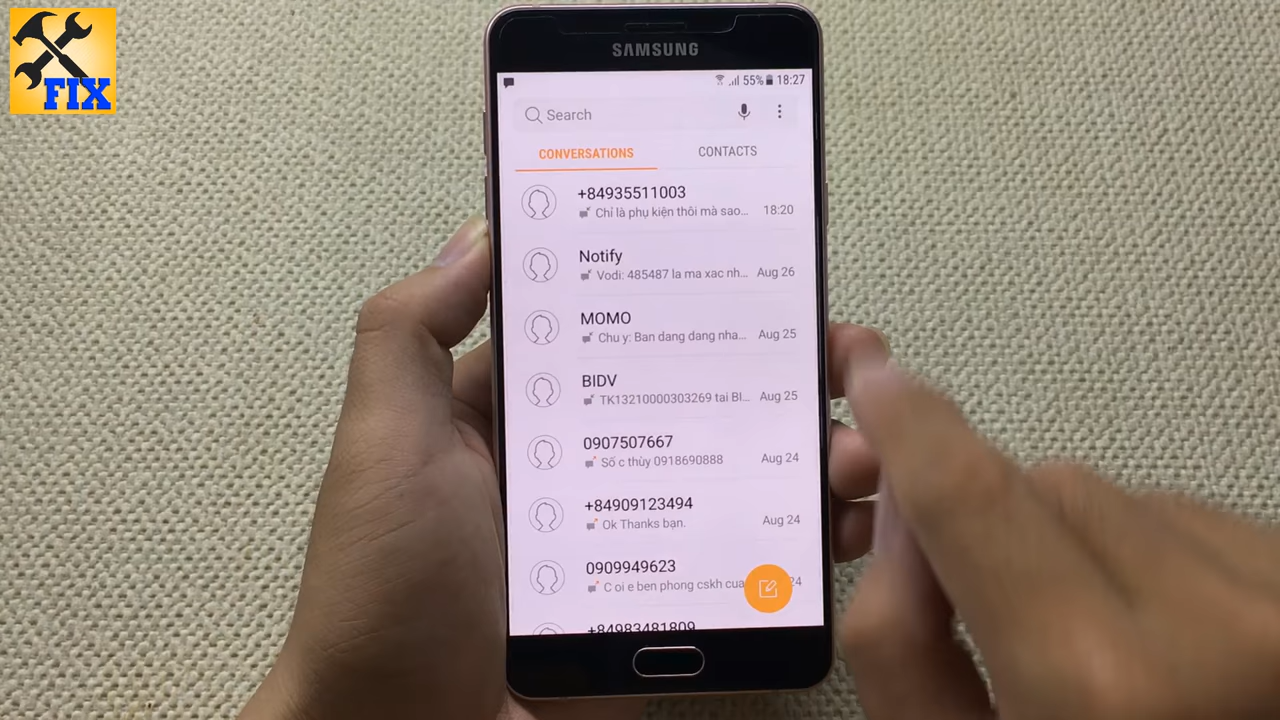 FIX
SAMSUNG
55% 18:27
Search
CONVERSATIONS CONTACTS
+84935511003
Chỉ là phụ kiện thôi mà sao... 18:20
Notify
Vodi: 485487 la ma xac nh... Aug 26
MOMO
Chu y: Ban dang dang nha... Aug 25
BIDV
TK13210000303269 tai BI... Aug 25
0907507667
Số c thùy 0918690888 Aug 24
+84909123494
Ok Thanks bạn. Aug 24
0909949623
C oi e ben phong cskh cua 24
+84983481809